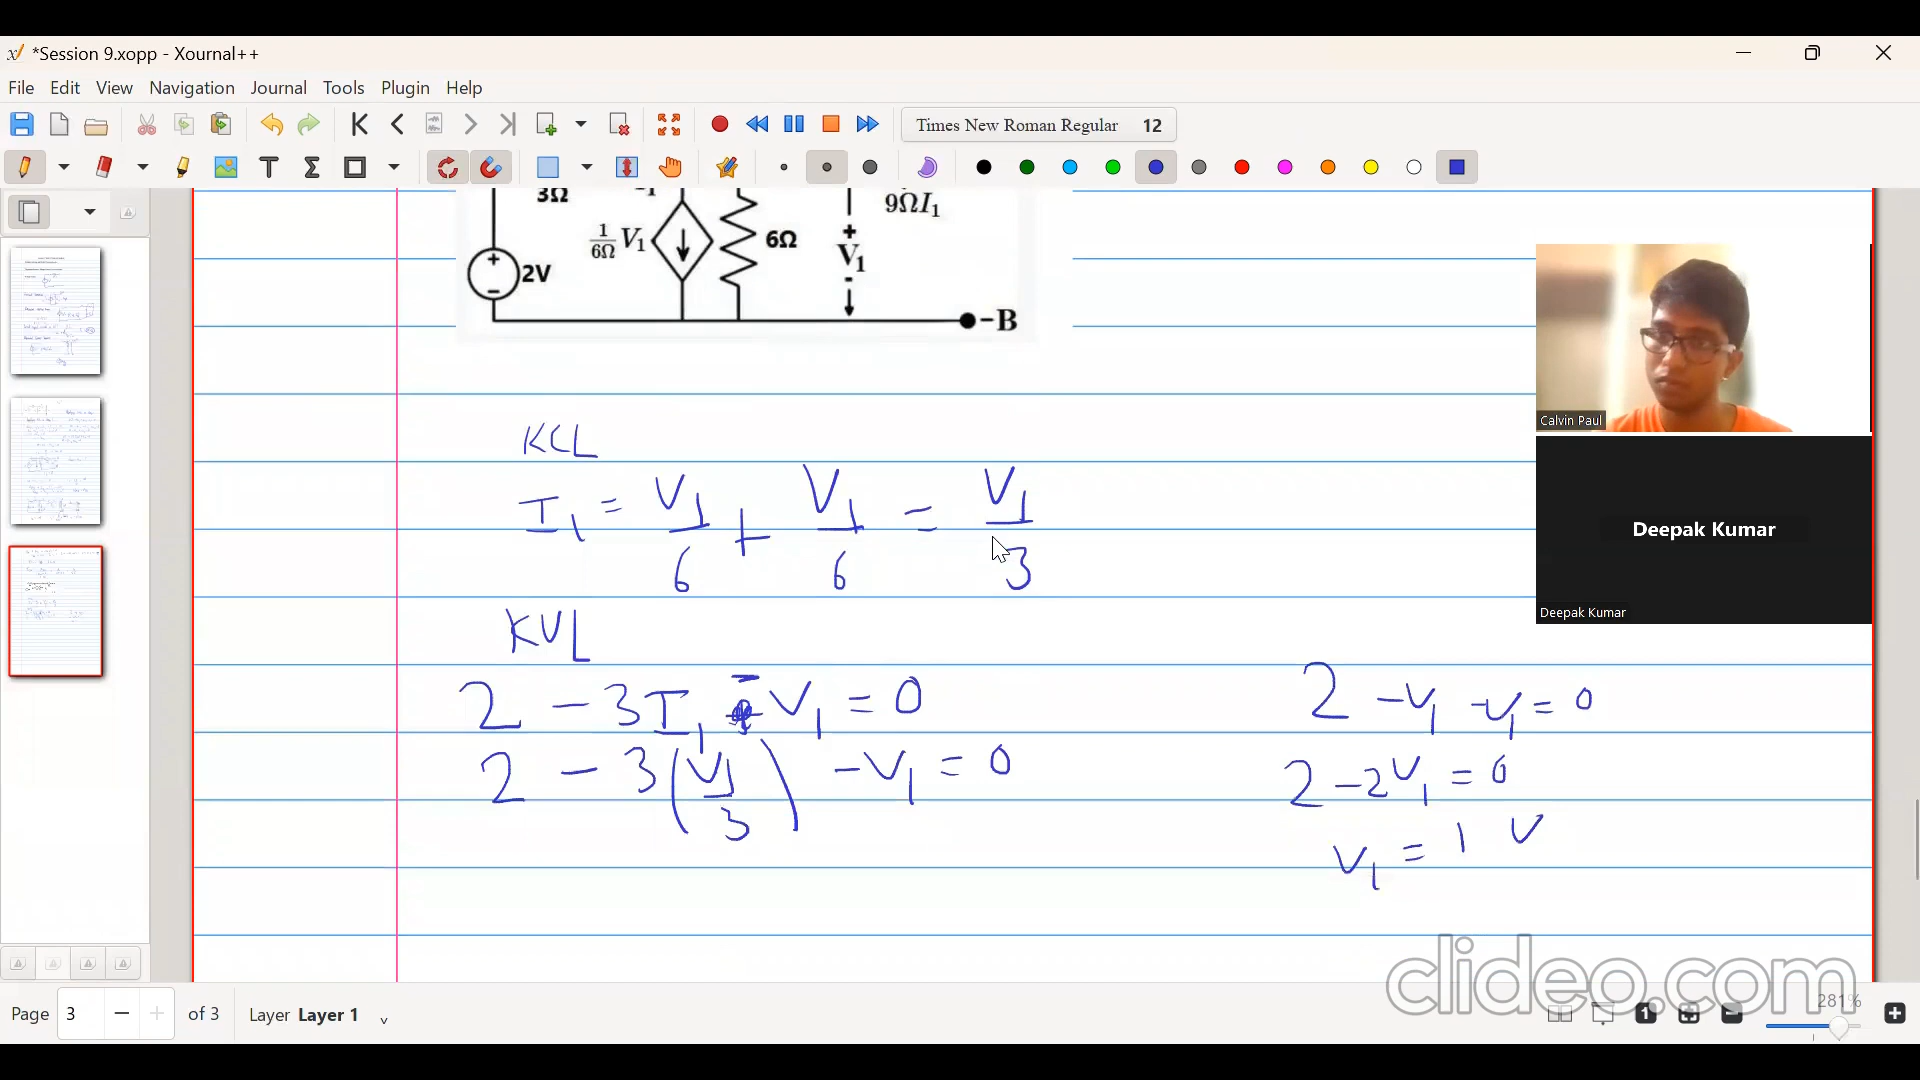 *Session 9.xopp - Xournal++
File Edit View Navigation Journal Tools Plugin Help
Times New Roman Regular 12
3Ω
9ΩI₁
1/6Ω V₁
6Ω
+
V₁
-
+
2V
−
-B
KCL
I₁ = V₁/6 + V₁/6 = V₁/3
KVL
2 - 3I₁ - V₁ = 0
2 - 3(V₁/3) - V₁ = 0
2 - V₁ - V₁ = 0
2 - 2V₁ = 0
V₁ = 1 V
Calvin Paul
Deepak Kumar
Deepak Kumar
clideo.com
Page 3 of 3 Layer Layer 1
281%